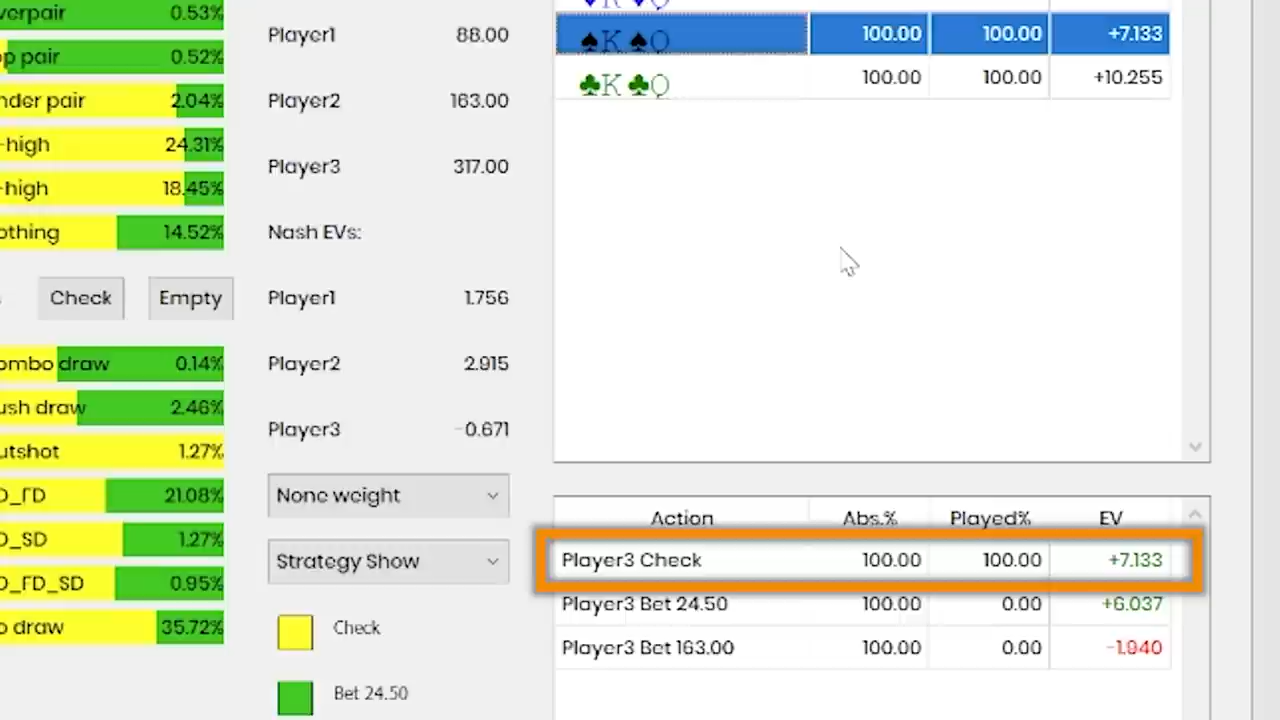 verpair 0.53%
p pair 0.52%
nder pair 2.04%
-high 24.31%
-high 18.45%
othing 14.52%
Check Empty
ombo draw 0.14%
ush draw 2.46%
utshot 1.27%
D_FD 21.08%
D_SD 1.27%
D_FD_SD 0.95%
o draw 35.72%
Player1 88.00
Player2 163.00
Player3 317.00
Nash EVs:
Player1 1.756
Player2 2.915
Player3 -0.671
None weight
Strategy Show
Check
Bet 24.50
♥K ♥Q
♠K ♠Q 100.00 100.00 +7.133
♣K ♣Q 100.00 100.00 +10.255
Action Abs.% Played% EV
Player3 Check 100.00 100.00 +7.133
Player3 Bet 24.50 100.00 0.00 +6.037
Player3 Bet 163.00 100.00 0.00 -1.940